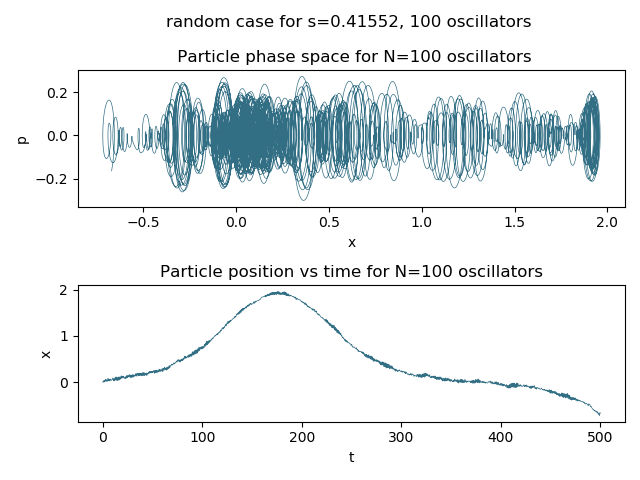 random case for s=0.41552, 100 oscillators
Particle phase space for N=100 oscillators
0.2
0.0
−0.2
p
−0.5
0.0
0.5
1.0
1.5
2.0
x
Particle position vs time for N=100 oscillators
2
1
0
x
0
100
200
300
400
500
t